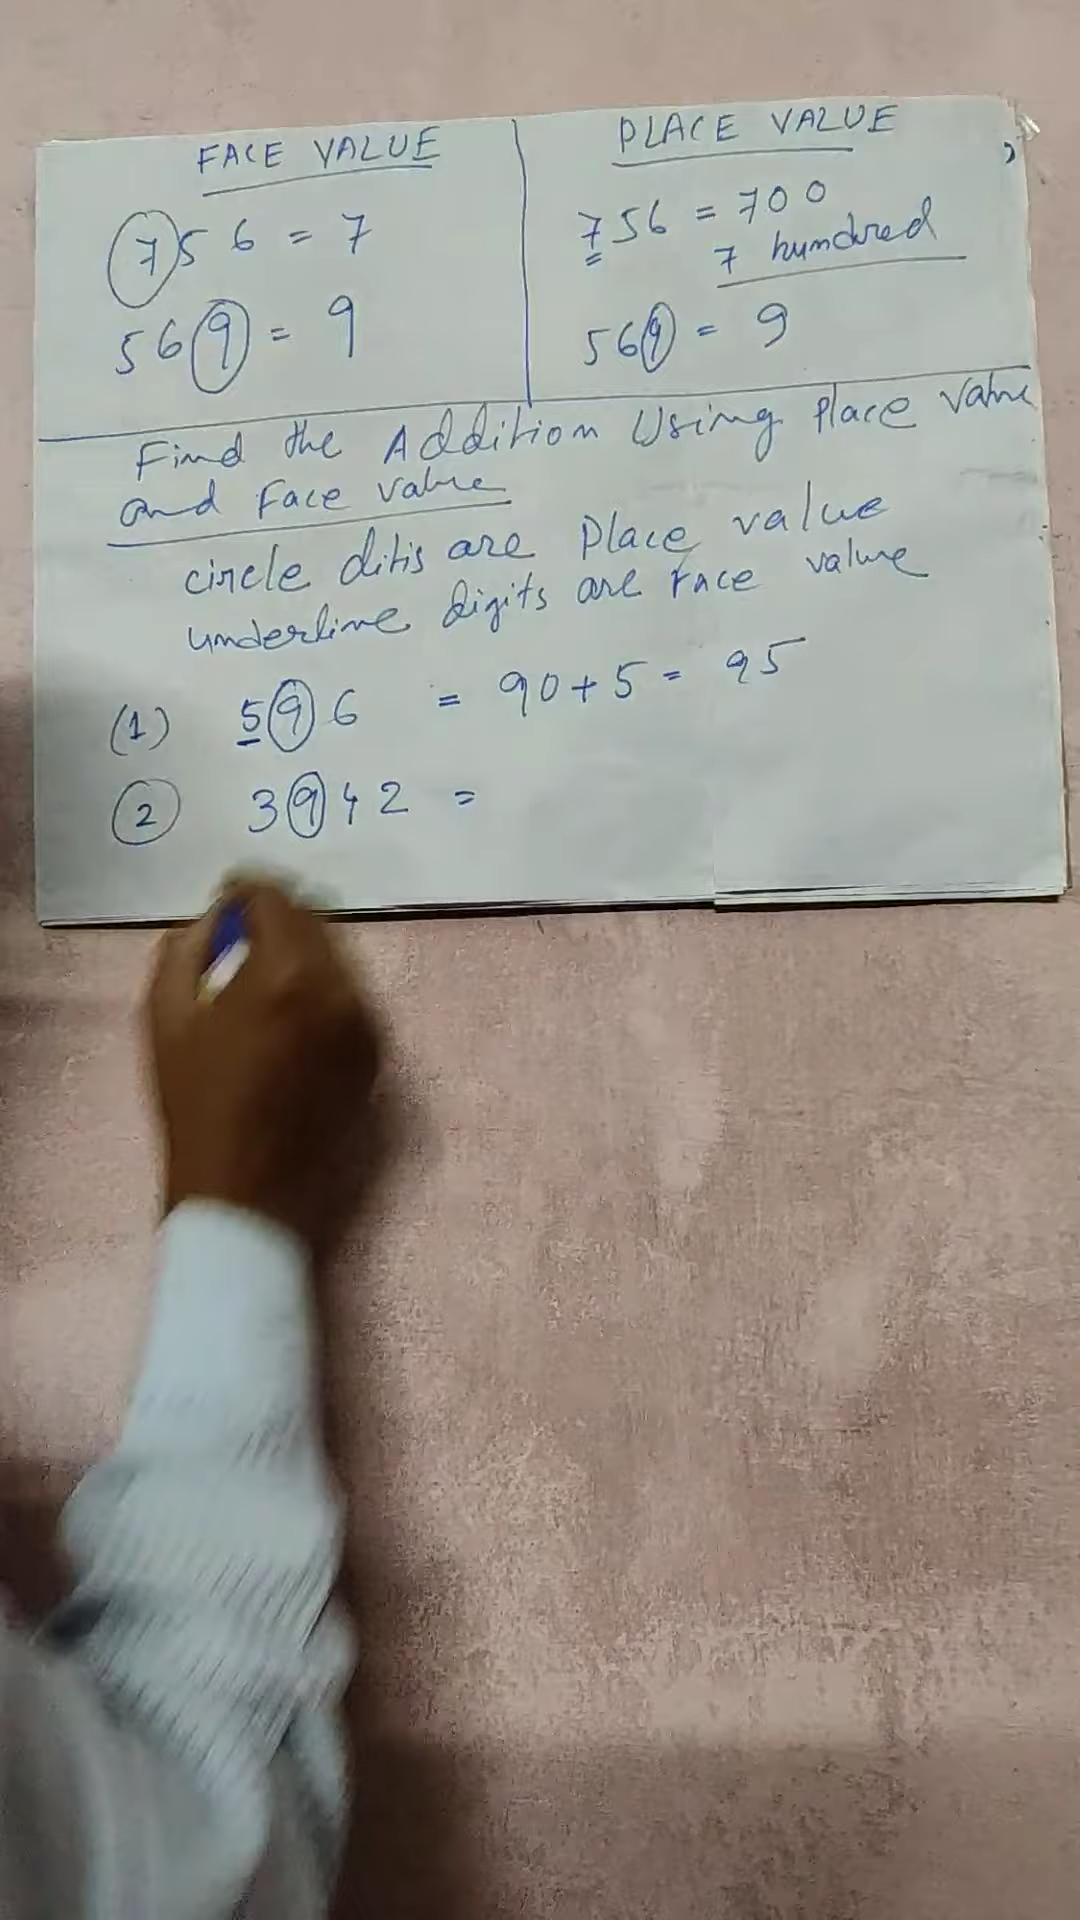 FACE VALUE
756 = 7
569 = 9
PLACE VALUE
756 = 700
7 hundred
569 = 9
Find the Addition Using place value
and Face value
circle ditis are Place value
underline digits are Face value
(1) 596 = 90+5 = 95
2 3942 =